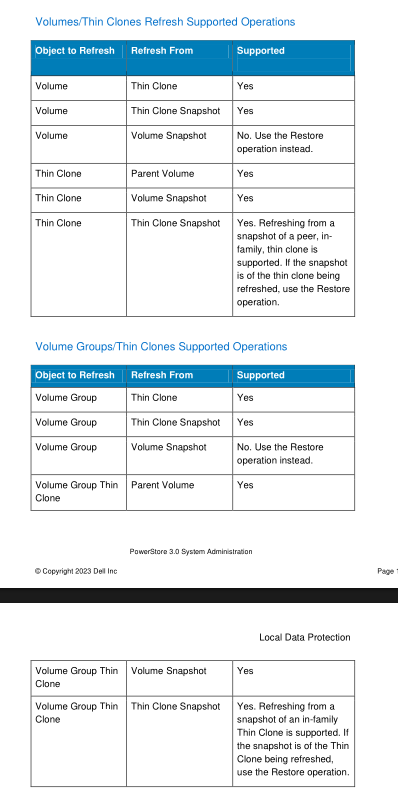 Volumes/Thin Clones Refresh Supported Operations
Object to Refresh Refresh From Supported
Volume Thin Clone Yes
Volume Thin Clone Snapshot Yes
Volume Volume Snapshot No. Use the Restore
operation instead.
Thin Clone Parent Volume Yes
Thin Clone Volume Snapshot Yes
Thin Clone Thin Clone Snapshot Yes. Refreshing from a
snapshot of a peer, in-
family, thin clone is
supported. If the snapshot
is of the thin clone being
refreshed, use the Restore
operation.
Volume Groups/Thin Clones Supported Operations
Object to Refresh Refresh From Supported
Volume Group Thin Clone Yes
Volume Group Thin Clone Snapshot Yes
Volume Group Volume Snapshot No. Use the Restore
operation instead.
Volume Group Thin Parent Volume Yes
Clone
PowerStore 3.0 System Administration
© Copyright 2023 Dell Inc Page
Local Data Protection
Volume Group Thin Volume Snapshot Yes
Clone
Volume Group Thin Thin Clone Snapshot Yes. Refreshing from a
Clone snapshot of an in-family
Thin Clone is supported. If
the snapshot is of the Thin
Clone being refreshed,
use the Restore operation.